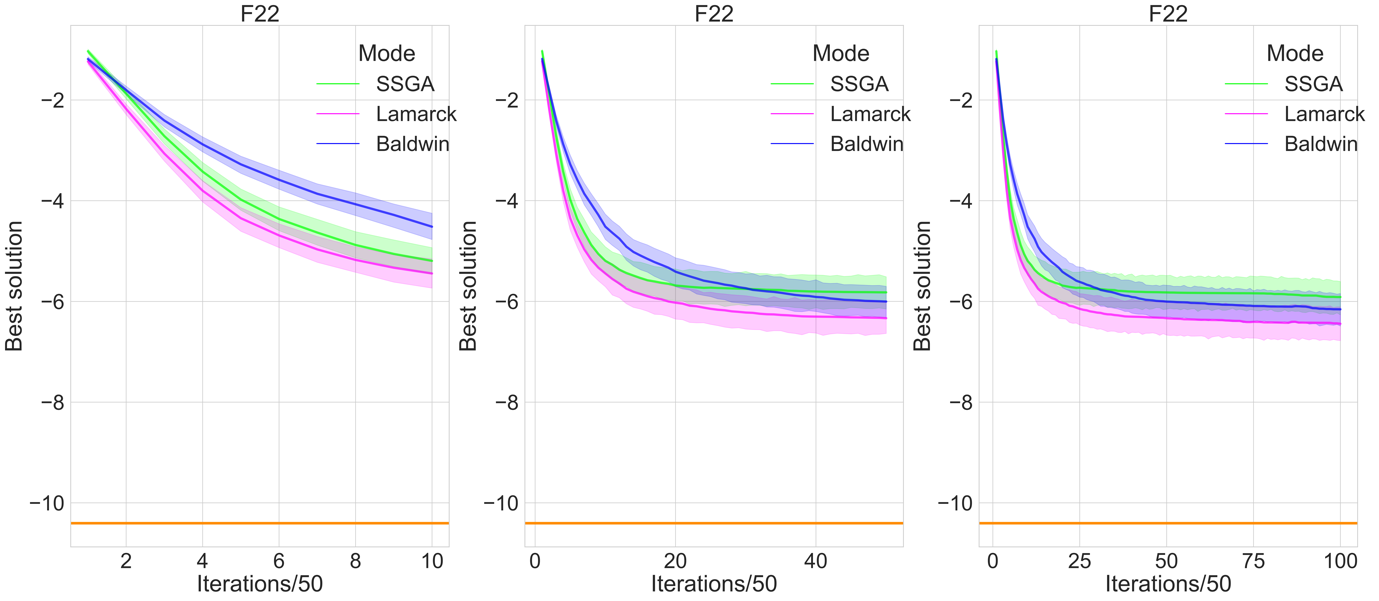 F22
Mode
SSGA
Lamarck
Baldwin
Best solution
−2
−4
−6
−8
−10
2
4
6
8
10
Iterations/50
F22
Mode
SSGA
Lamarck
Baldwin
Best solution
−2
−4
−6
−8
−10
0
20
40
Iterations/50
F22
Mode
SSGA
Lamarck
Baldwin
Best solution
−2
−4
−6
−8
−10
0
25
50
75
100
Iterations/50